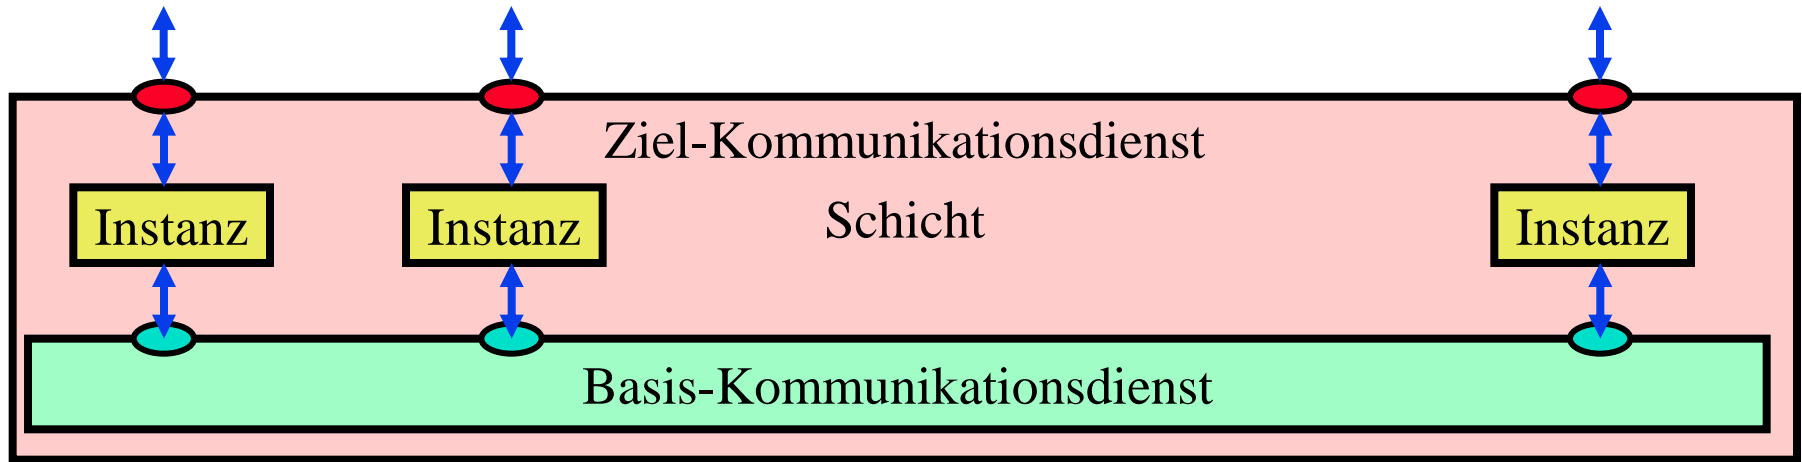 Ziel-Kommunikationsdienst
Schicht
Instanz Instanz Instanz
Basis-Kommunikationsdienst